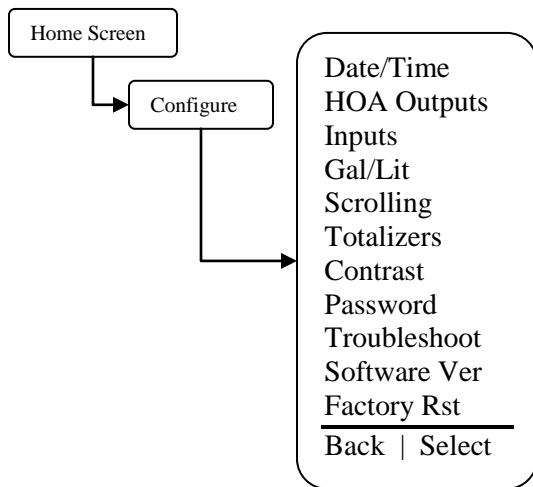 Home Screen
Configure
Date/Time
HOA Outputs
Inputs
Gal/Lit
Scrolling
Totalizers
Contrast
Password
Troubleshoot
Software Ver
Factory Rst
Back | Select